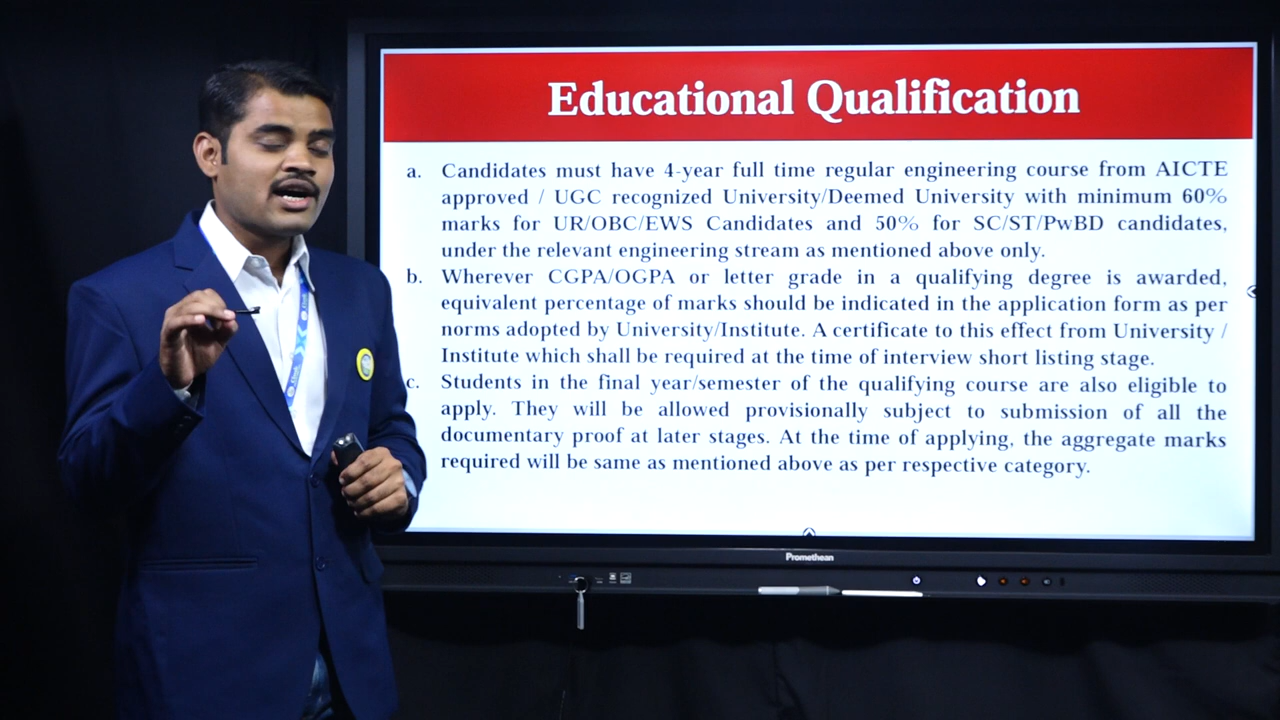 Educational Qualification
a. Candidates must have 4-year full time regular engineering course from AICTE
approved / UGC recognized University/Deemed University with minimum 60%
marks for UR/OBC/EWS Candidates and 50% for SC/ST/PwBD candidates,
under the relevant engineering stream as mentioned above only.
b. Wherever CGPA/OGPA or letter grade in a qualifying degree is awarded,
equivalent percentage of marks should be indicated in the application form as per
norms adopted by University/Institute. A certificate to this effect from University /
Institute which shall be required at the time of interview short listing stage.
c. Students in the final year/semester of the qualifying course are also eligible to
apply. They will be allowed provisionally subject to submission of all the
documentary proof at later stages. At the time of applying, the aggregate marks
required will be same as mentioned above as per respective category.
Promethean